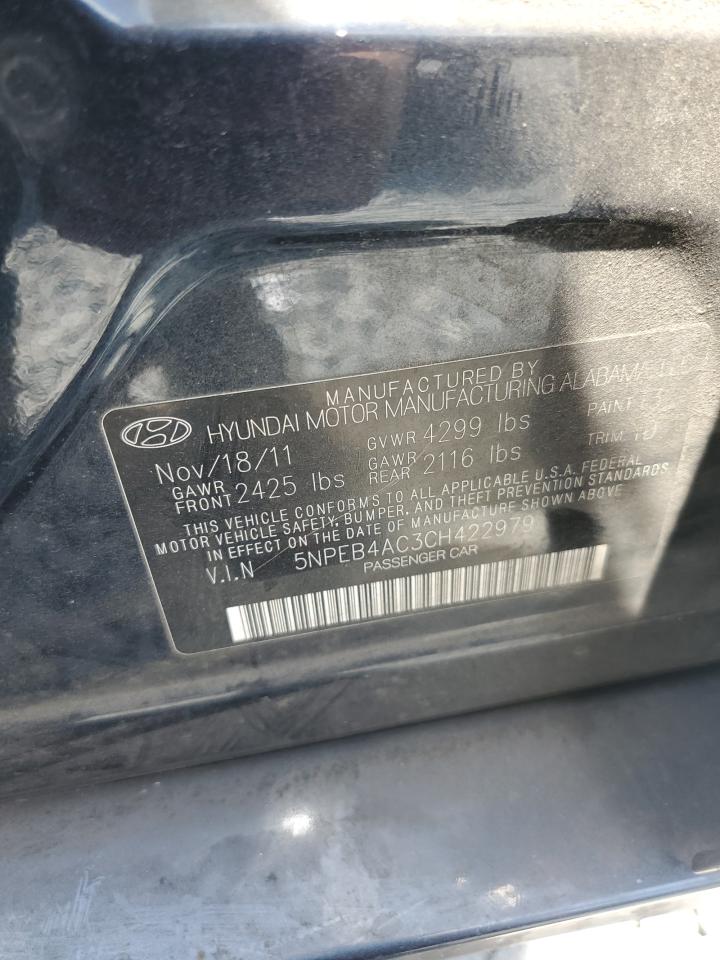 MANUFACTURED BY
HYUNDAI MOTOR MANUFACTURING ALABAMA
Nov/18/11 GVWR 4299 lbs PAINT
GAWR FRONT 2425 lbs GAWR REAR 2116 lbs TRIM
THIS VEHICLE CONFORMS TO ALL APPLICABLE U.S.A. FEDERAL
MOTOR VEHICLE SAFETY, BUMPER, AND THEFT PREVENTION STANDARDS
IN EFFECT ON THE DATE OF MANUFACTURE SHOWN ABOVE
V.I.N 5NPEB4AC3CH422979
PASSENGER CAR